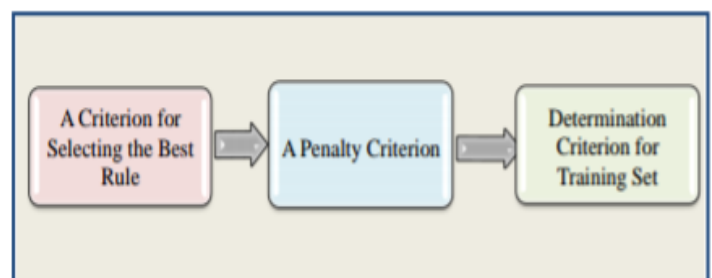 A Criterion for
Selecting the Best
Rule
A Penalty Criterion
Determination
Criterion for
Training Set